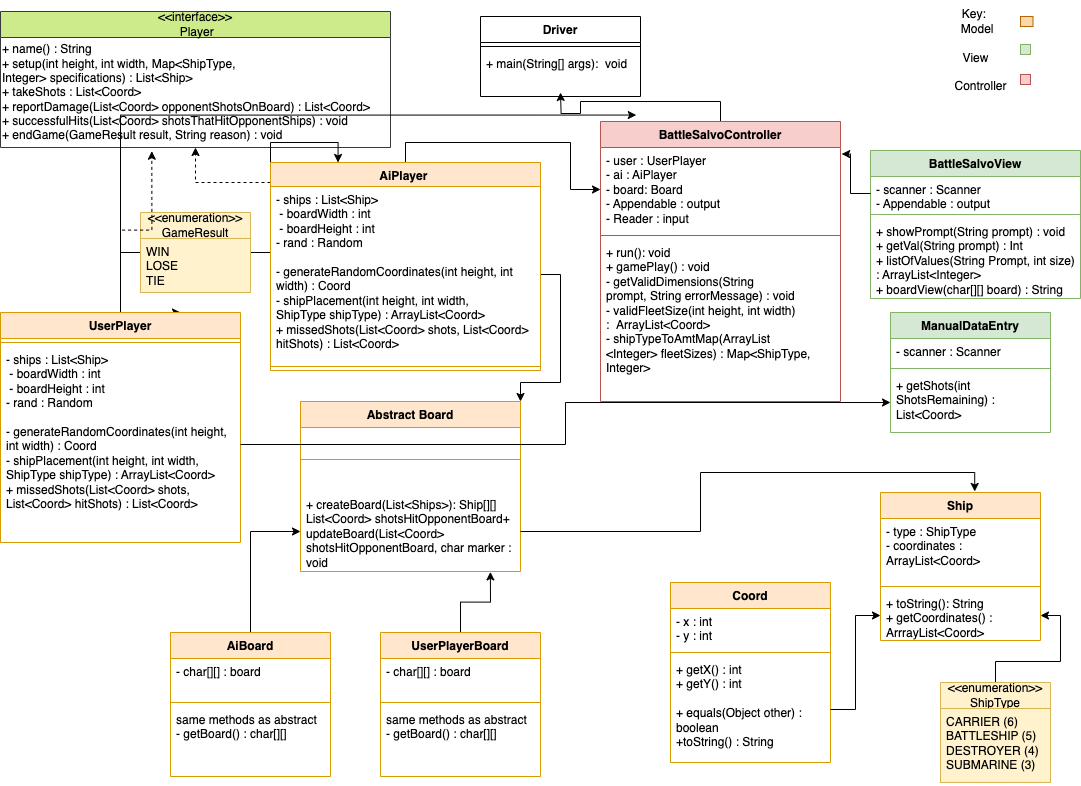 <<interface>>
Player
+ name() : String
+ setup(int height, int width, Map<ShipType,
Integer> specifications) : List<Ship>
+ takeShots : List<Coord>
+ reportDamage(List<Coord> opponentShotsOnBoard) : List<Coord>
+ successfulHits(List<Coord> shotsThatHitOpponentShips) : void
+ endGame(GameResult result, String reason) : void
Driver
+ main(String[] args): void
Key:
Model
View
Controller
BattleSalvoController
- user : UserPlayer
- ai : AiPlayer
- board: Board
- Appendable : output
- Reader : input
+ run(): void
+ gamePlay() : void
- getValidDimensions(String
prompt, String errorMessage) : void
- validFleetSize(int height, int width)
: ArrayList<Coord>
- shipTypeToAmtMap(ArrayList
<Integer> fleetSizes) : Map<ShipType,
Integer>
BattleSalvoView
- scanner : Scanner
- Appendable : output
+ showPrompt(String prompt) : void
+ getVal(String prompt) : Int
+ listOfValues(String Prompt, int size)
: ArrayList<Integer>
+ boardView(char[][] board) : String
AiPlayer
- ships : List<Ship>
- boardWidth : int
- boardHeight : int
- rand : Random
- generateRandomCoordinates(int height, int
width) : Coord
- shipPlacement(int height, int width,
ShipType shipType) : ArrayList<Coord>
+ missedShots(List<Coord> shots, List<Coord>
hitShots) : List<Coord>
<<enumeration>>
GameResult
WIN
LOSE
TIE
UserPlayer
- ships : List<Ship>
- boardWidth : int
- boardHeight : int
- rand : Random
- generateRandomCoordinates(int height,
int width) : Coord
- shipPlacement(int height, int width,
ShipType shipType) : ArrayList<Coord>
+ missedShots(List<Coord> shots,
List<Coord> hitShots) : List<Coord>
ManualDataEntry
- scanner : Scanner
+ getShots(int
ShotsRemaining) :
List<Coord>
Abstract Board
+ createBoard(List<Ships>): Ship[][]
List<Coord> shotsHitOpponentBoard+
updateBoard(List<Coord>
shotsHitOpponentBoard, char marker :
void
Ship
- type : ShipType
- coordinates :
ArrayList<Coord>
+ toString(): String
+ getCoordinates() :
ArrrayList<Coord>
Coord
- x : int
- y : int
+ getX() : int
+ getY() : int
+ equals(Object other) :
boolean
+toString() : String
AiBoard
- char[][] : board
same methods as abstract
- getBoard() : char[][]
UserPlayerBoard
- char[][] : board
same methods as abstract
- getBoard() : char[][]
<<enumeration>>
ShipType
CARRIER (6)
BATTLESHIP (5)
DESTROYER (4)
SUBMARINE (3)